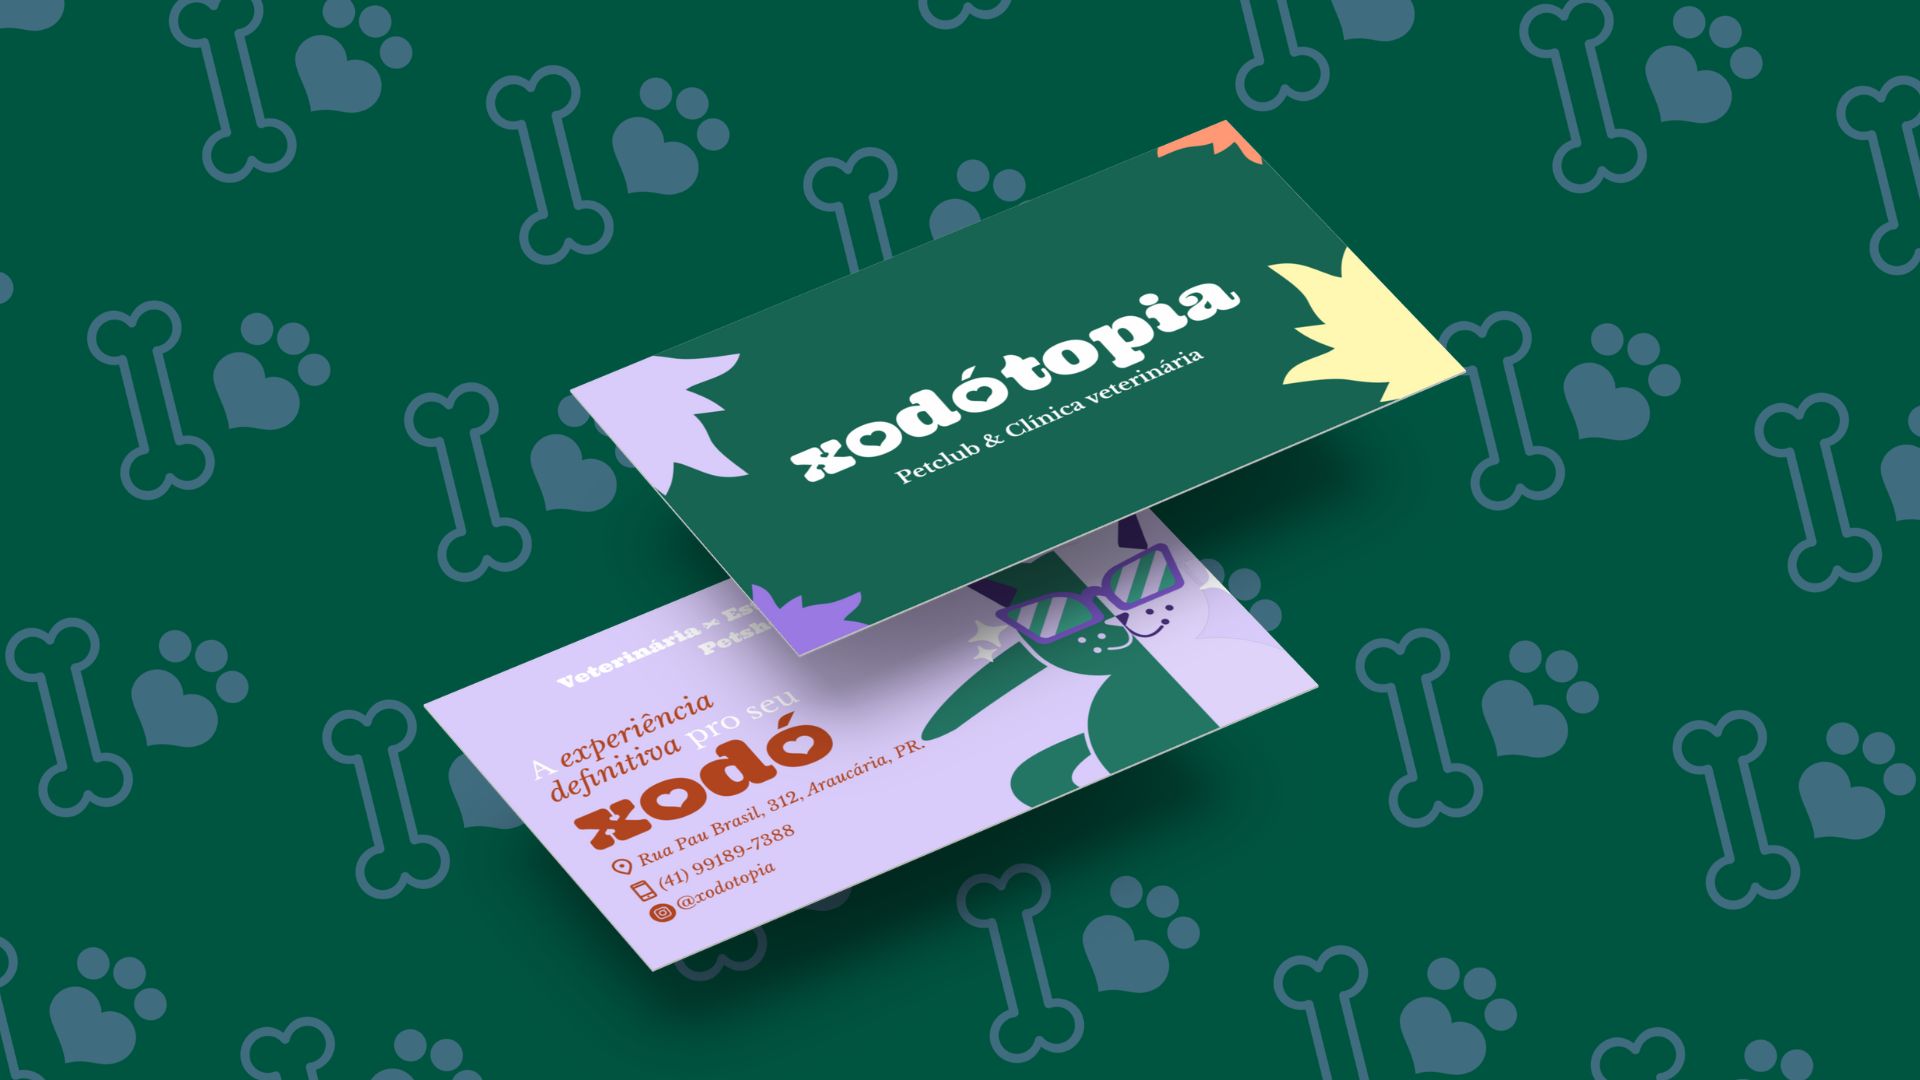 xodótopia
Petclub & Clínica veterinária
Veterinária
A experiência
definitiva pro seu
xodó
Rua Pau Brasil, 312, Araucária, PR.
(41) 99189-7388
@xodotopia